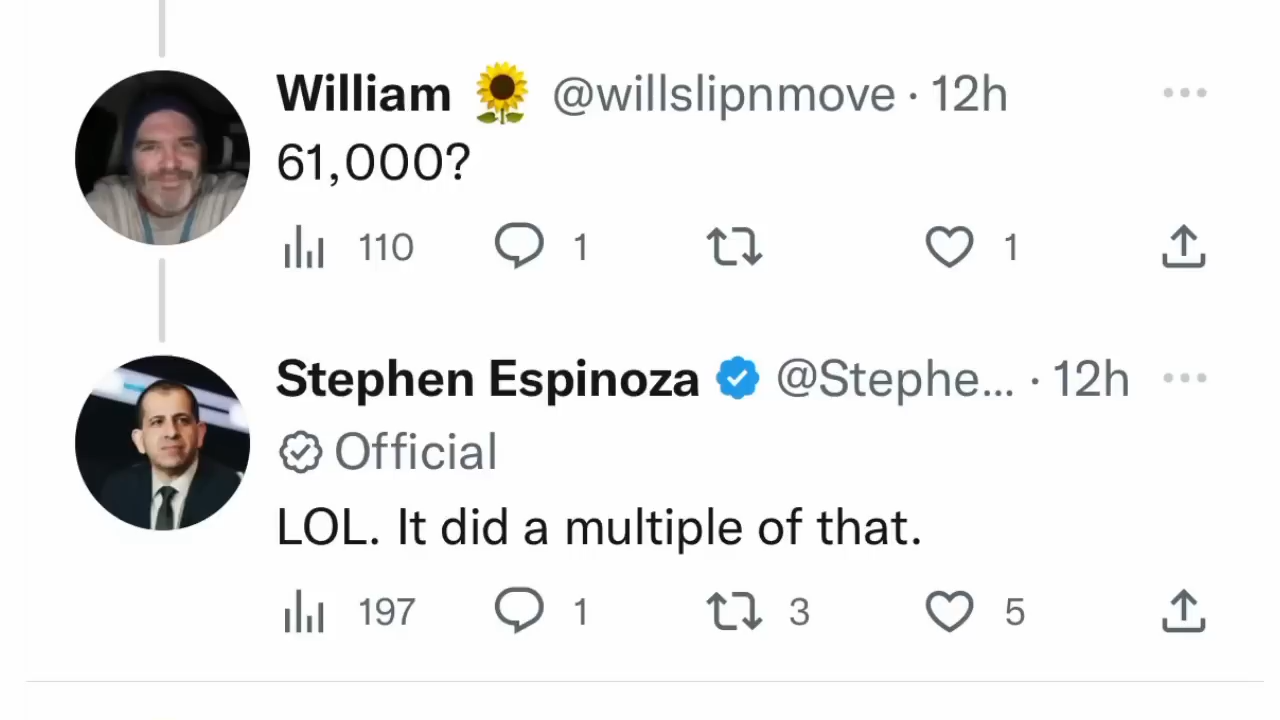 William 🌻 @willslipnmove · 12h
61,000?
110 1 1
Stephen Espinoza @Stephe... · 12h
Official
LOL. It did a multiple of that.
197 1 3 5